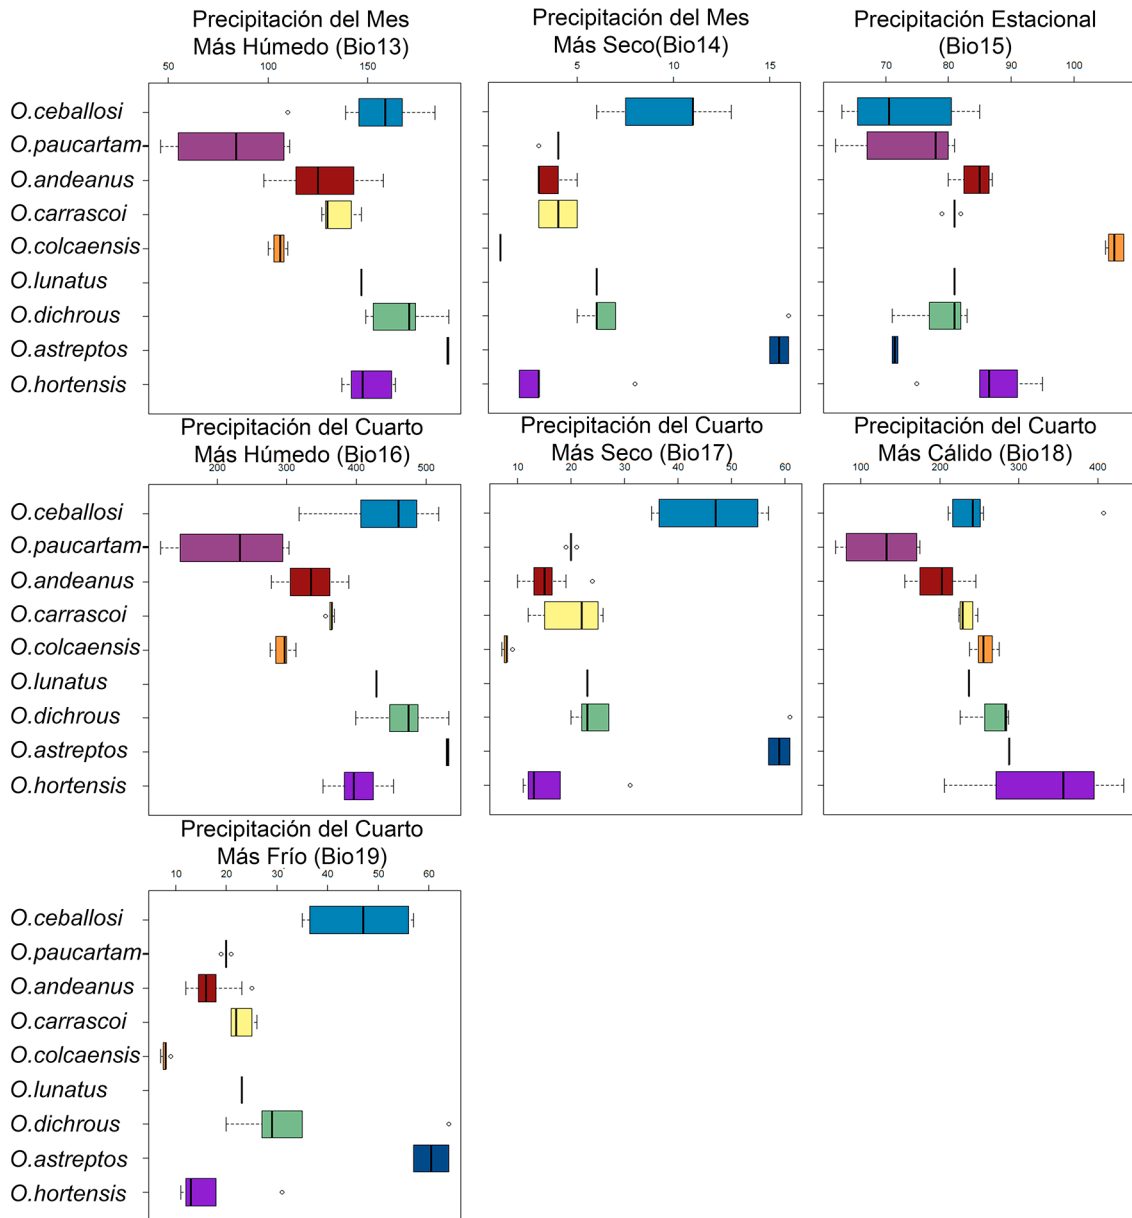 Precipitación del Mes
Más Húmedo (Bio13)
Precipitación del Mes
Más Seco(Bio14)
Precipitación Estacional
(Bio15)
50 100 150
5 10 15
70 80 90 100
O.ceballosi
O.paucartam
O.andeanus
O.carrascoi
O.colcaensis
O.lunatus
O.dichrous
O.astreptos
O.hortensis
Precipitación del Cuarto
Más Húmedo (Bio16)
Precipitación del Cuarto
Más Seco (Bio17)
Precipitación del Cuarto
Más Cálido (Bio18)
200 300 400 500
10 20 30 40 50 60
100 200 300 400
O.ceballosi
O.paucartam
O.andeanus
O.carrascoi
O.colcaensis
O.lunatus
O.dichrous
O.astreptos
O.hortensis
Precipitación del Cuarto
Más Frío (Bio19)
10 20 30 40 50 60
O.ceballosi
O.paucartam
O.andeanus
O.carrascoi
O.colcaensis
O.lunatus
O.dichrous
O.astreptos
O.hortensis